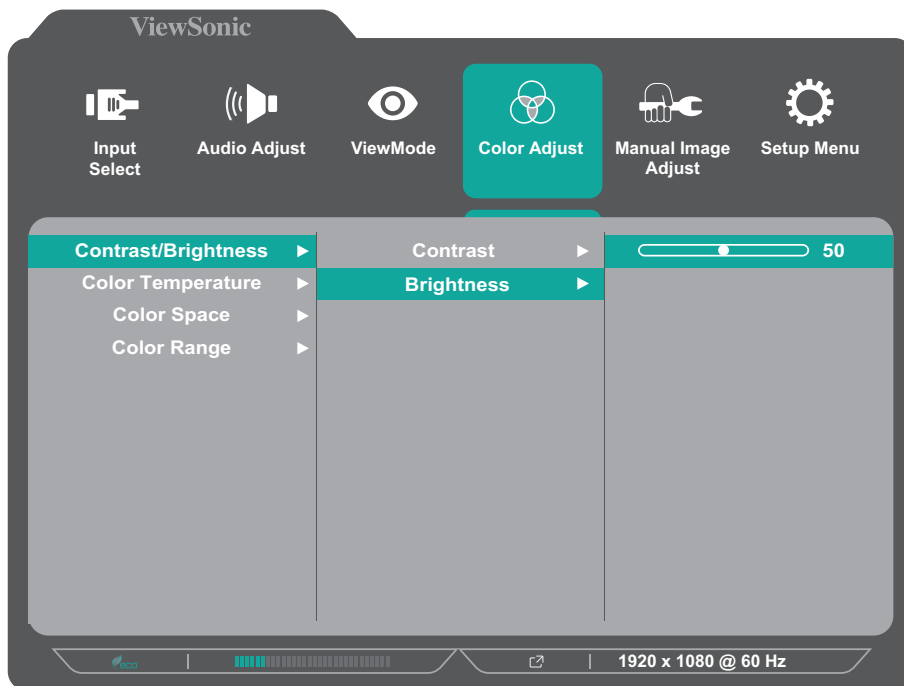 ViewSonic
Input Select
Audio Adjust
ViewMode
Color Adjust
Manual Image Adjust
Setup Menu
Contrast/Brightness
Contrast
50
Color Temperature
Brightness
Color Space
Color Range
eco
1920 x 1080 @ 60 Hz